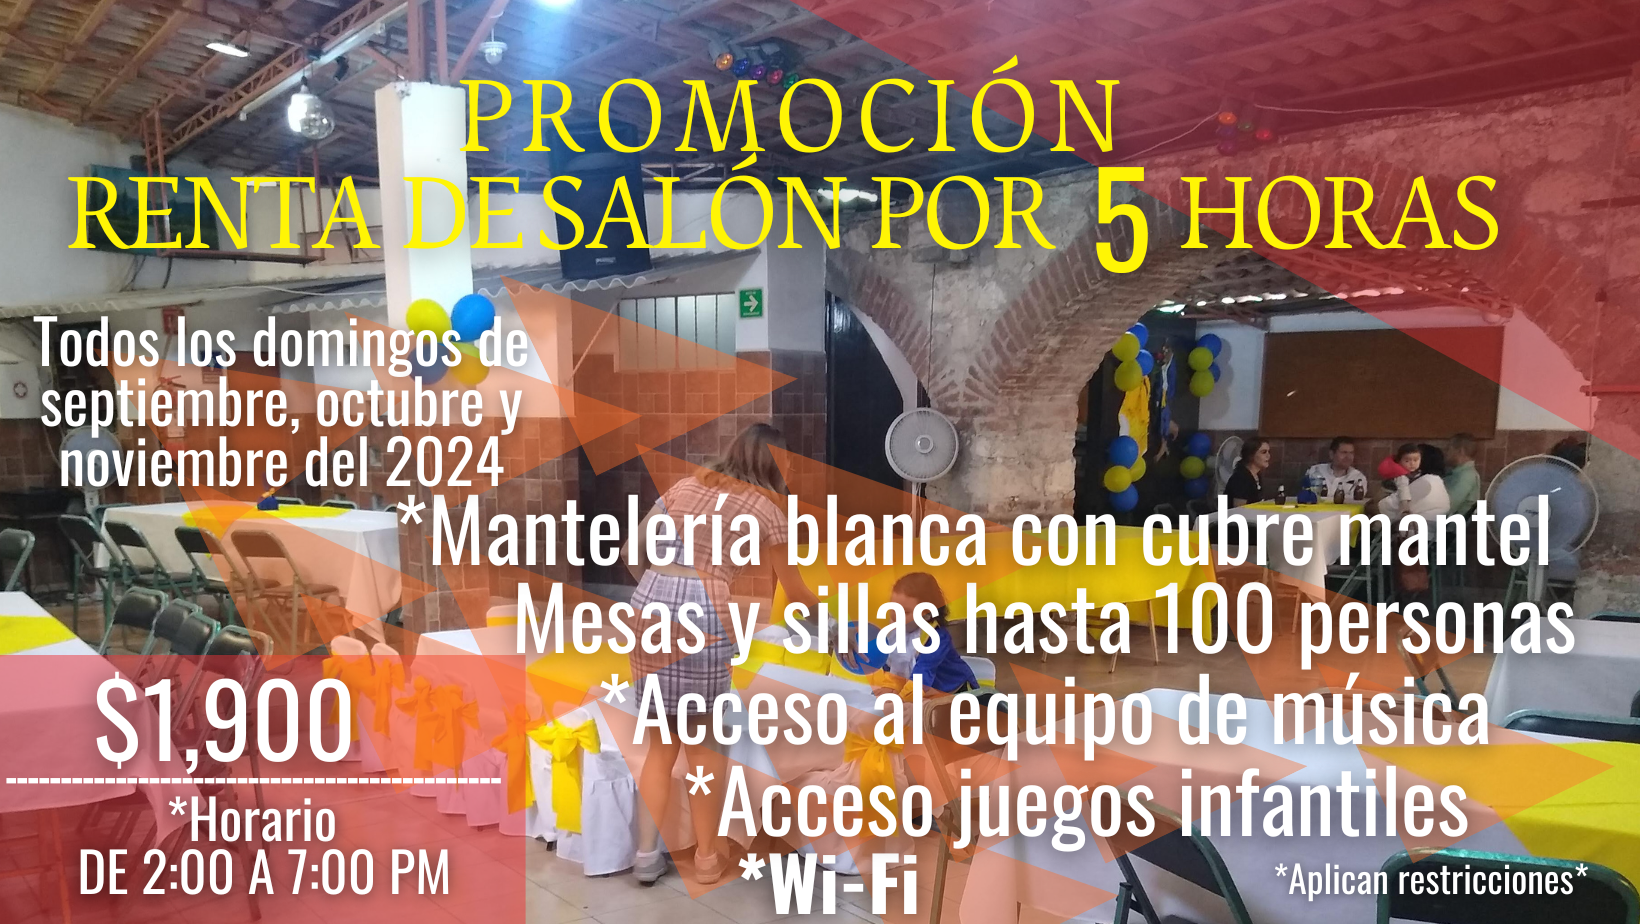 PROMOCIÓN
RENTA DE SALÓN POR 5 HORAS
Todos los domingos de
septiembre, octubre y
noviembre del 2024
*Mantelería blanca con cubre mantel
Mesas y sillas hasta 100 personas
*Acceso al equipo de música
*Acceso juegos infantiles
*Wi-Fi
$1,900
----------------------------------------------
*Horario
DE 2:00 A 7:00 PM
*Aplican restricciones*